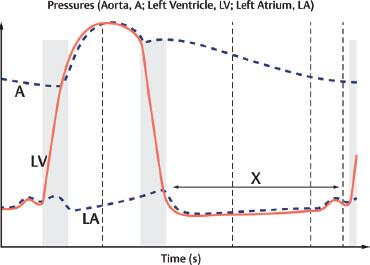 Pressures (Aorta, A; Left Ventricle, LV; Left Atrium, LA)
A
LV
X
LA
Time (s)